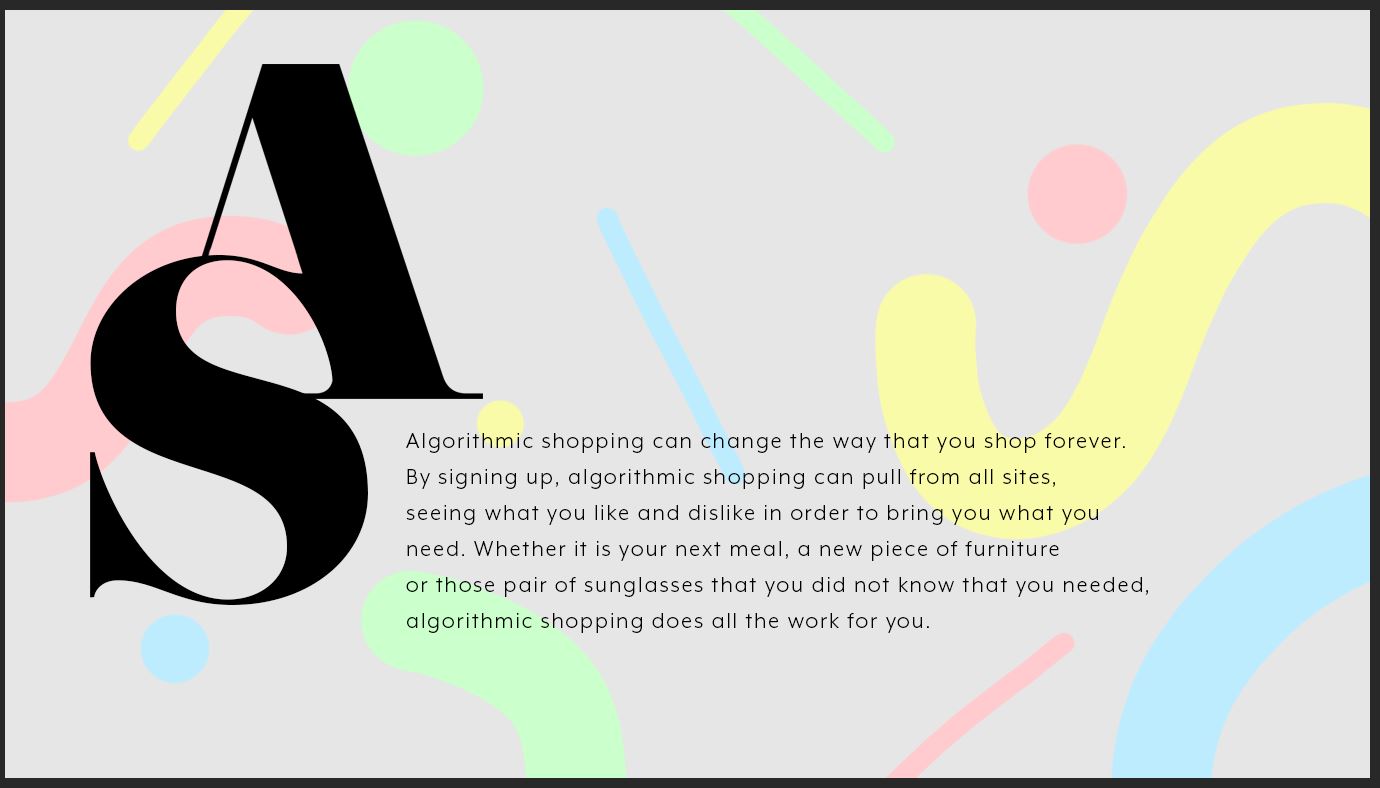 AS
Algorithmic shopping can change the way that you shop forever.
By signing up, algorithmic shopping can pull from all sites,
seeing what you like and dislike in order to bring you what you
need. Whether it is your next meal, a new piece of furniture
or those pair of sunglasses that you did not know that you needed,
algorithmic shopping does all the work for you.